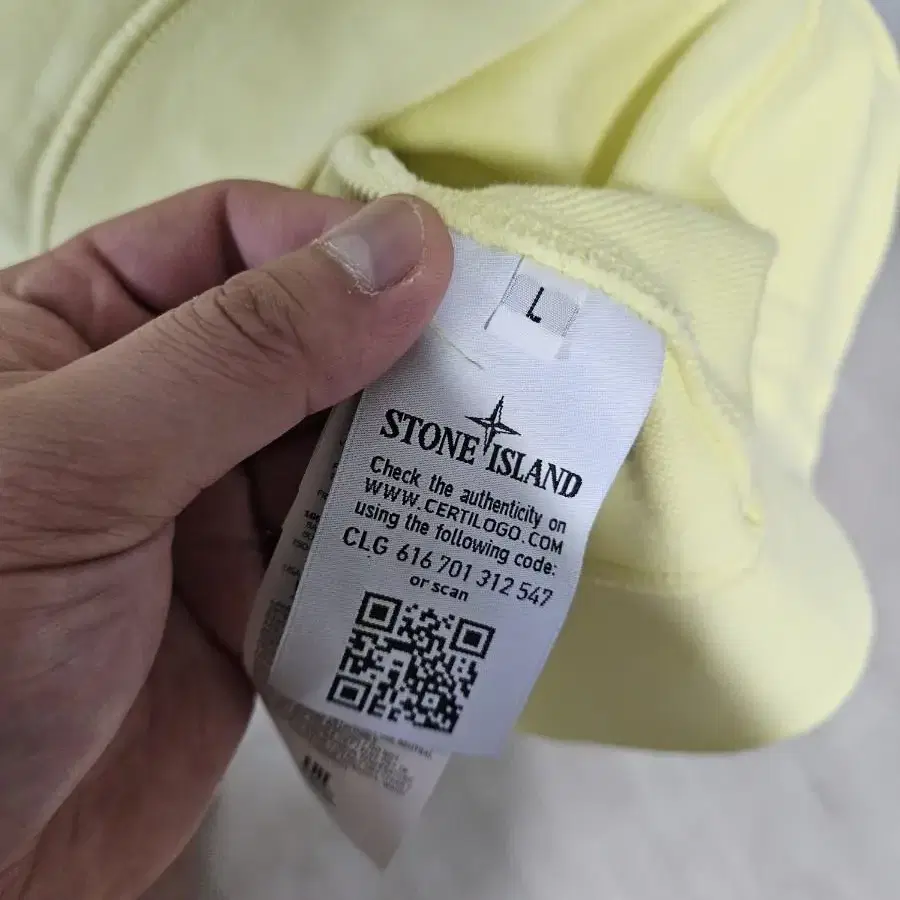 L
STONE ISLAND
Check the authenticity on
WWW.CERTILOGO.COM
using the following code:
CLG 616 701 312 547
or scan